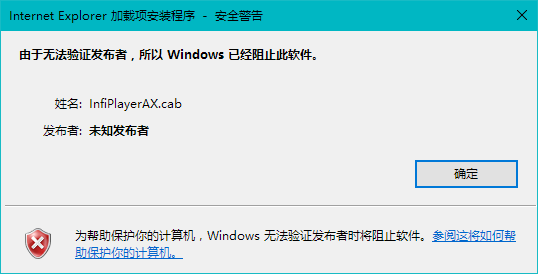 Internet Explorer 加载项安装程序 - 安全警告
由于无法验证发布者，所以 Windows 已经阻止此软件。
姓名: InfiPlayerAX.cab
发布者: 未知发布者
确定
为帮助保护你的计算机，Windows 无法验证发布者时将阻止软件。参阅这将如何帮
助保护你的计算机。